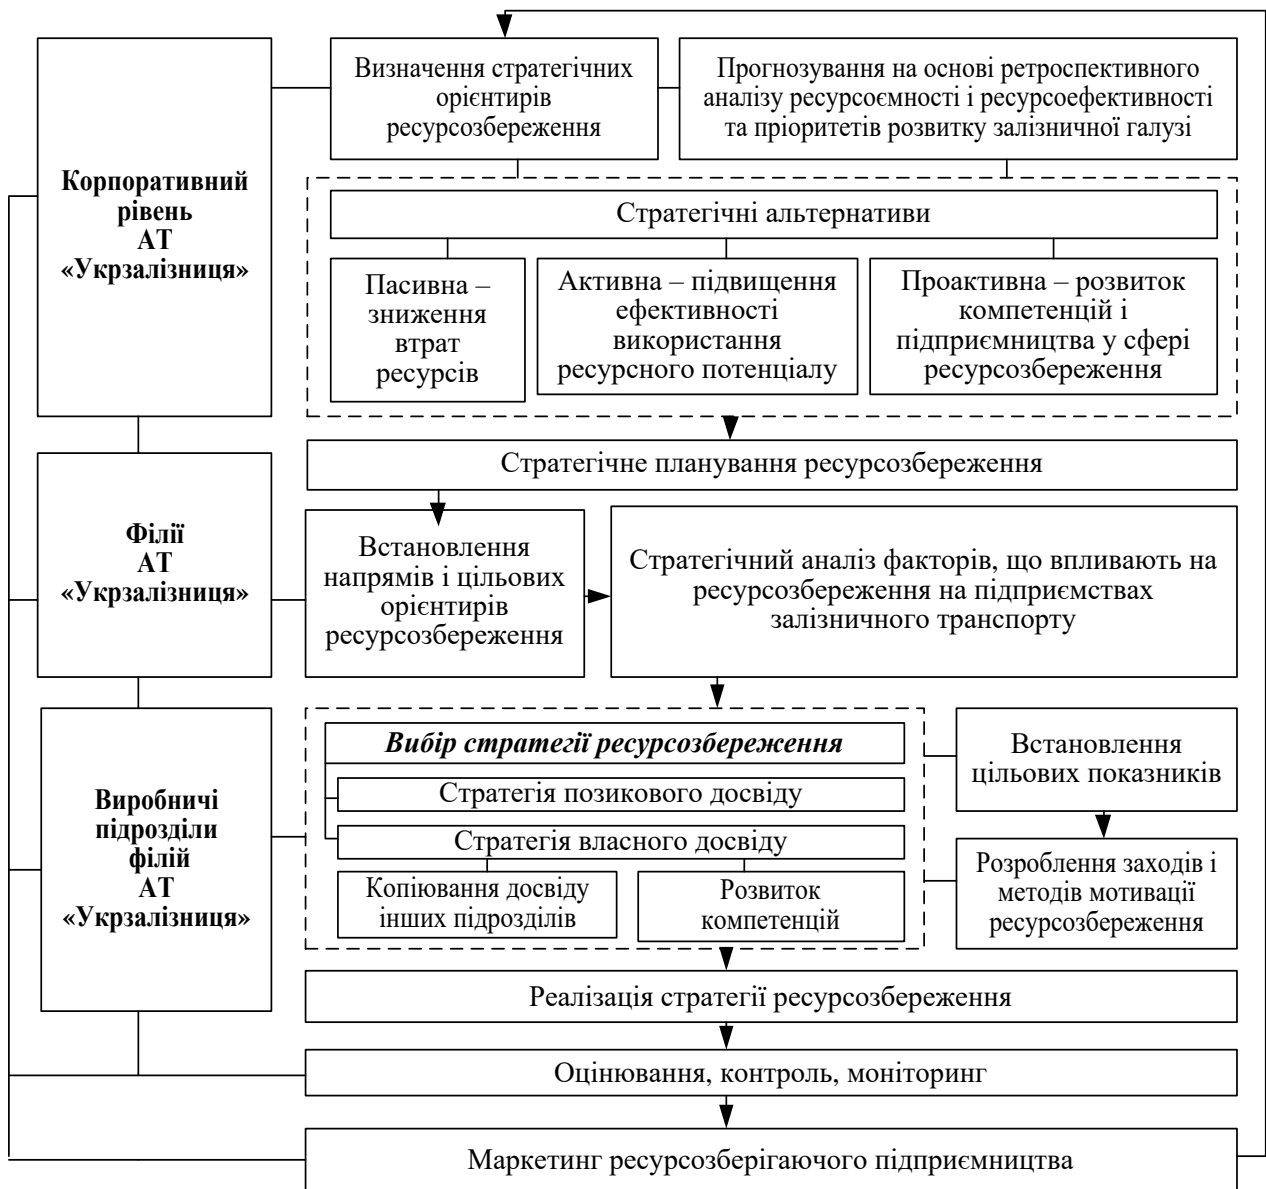 Корпоративний
рівень
АТ
«Укрзалізниця»
Визначення стратегічних
орієнтирів
ресурсозбереження
Прогнозування на основі ретроспективного
аналізу ресурсоємності і ресурсоефективності
та пріоритетів розвитку залізничної галузі
Стратегічні альтернативи
Пасивна –
зниження
втрат
ресурсів
Активна – підвищення
ефективності
використання
ресурсного потенціалу
Проактивна – розвиток
компетенцій і
підприємництва у сфері
ресурсозбереження
Стратегічне планування ресурсозбереження
Філії
АТ
«Укрзалізниця»
Встановлення
напрямів і цільових
орієнтирів
ресурсозбереження
Стратегічний аналіз факторів, що впливають на
ресурсозбереження на підприємствах
залізничного транспорту
Виробничі
підрозділи
філій
АТ
«Укрзалізниця»
Вибір стратегії ресурсозбереження
Стратегія позикового досвіду
Стратегія власного досвіду
Копіювання досвіду
інших підрозділів
Розвиток
компетенцій
Встановлення
цільових показників
Розроблення заходів і
методів мотивації
ресурсозбереження
Реалізація стратегії ресурсозбереження
Оцінювання, контроль, моніторинг
Маркетинг ресурсозберігаючого підприємництва